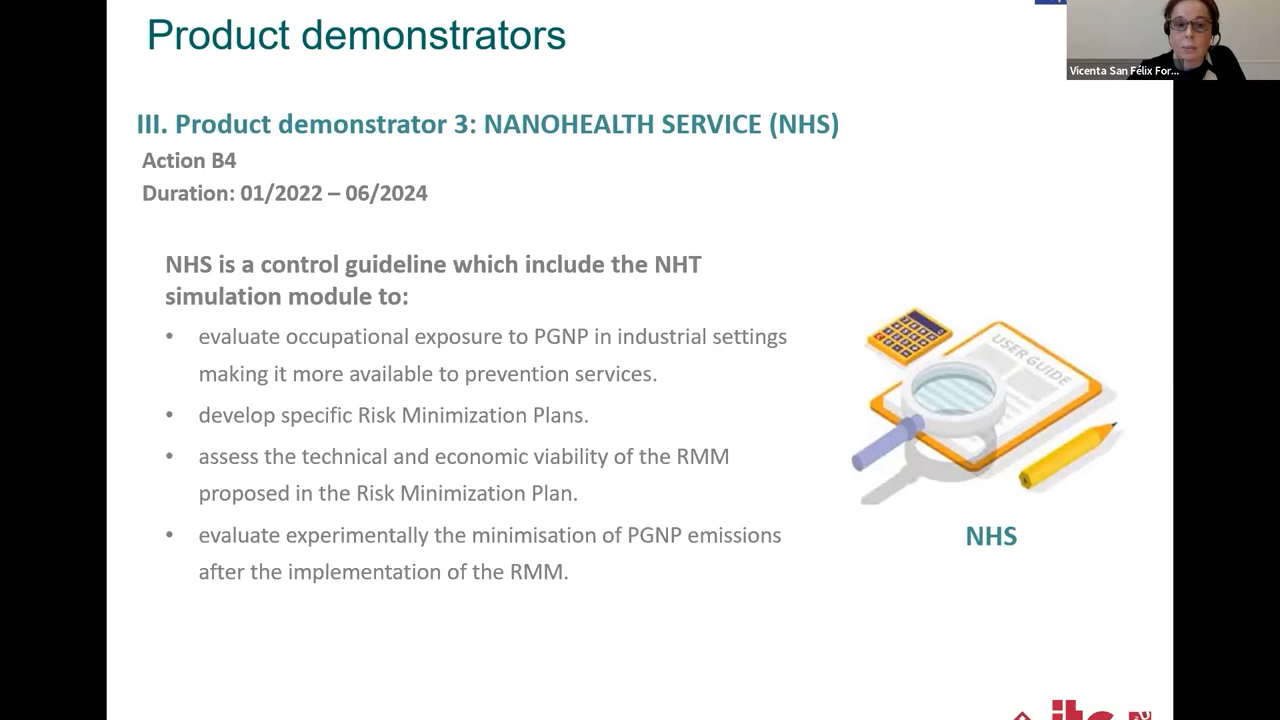 Product demonstrators
Vicenta San Félix For...
III. Product demonstrator 3: NANOHEALTH SERVICE (NHS)
Action B4
Duration: 01/2022 – 06/2024
NHS is a control guideline which include the NHT
simulation module to:
• evaluate occupational exposure to PGNP in industrial settings
making it more available to prevention services.
• develop specific Risk Minimization Plans.
• assess the technical and economic viability of the RMM
proposed in the Risk Minimization Plan.
• evaluate experimentally the minimisation of PGNP emissions
after the implementation of the RMM.
USER GUIDE
NHS